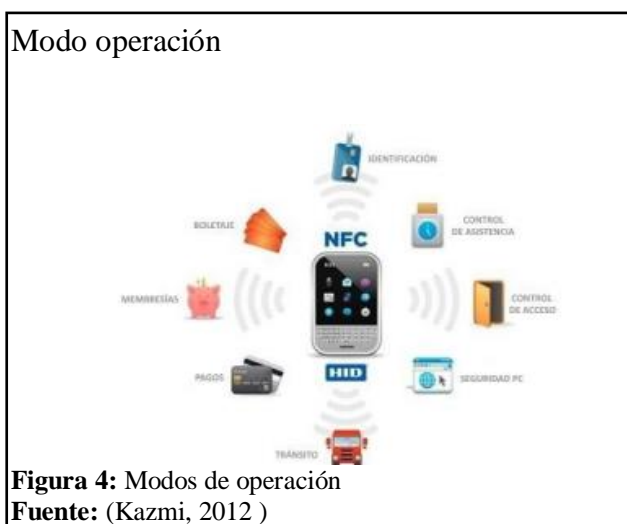 Modo operación
IDENTIFICACIÓN
BOLETAJE
NFC
CONTROL
DE ASISTENCIA
MEMBRESÍAS
CONTROL
DE ACCESO
PAGOS
HID
SEGURIDAD PC
TRÁNSITO
Figura 4: Modos de operación
Fuente: (Kazmi, 2012 )